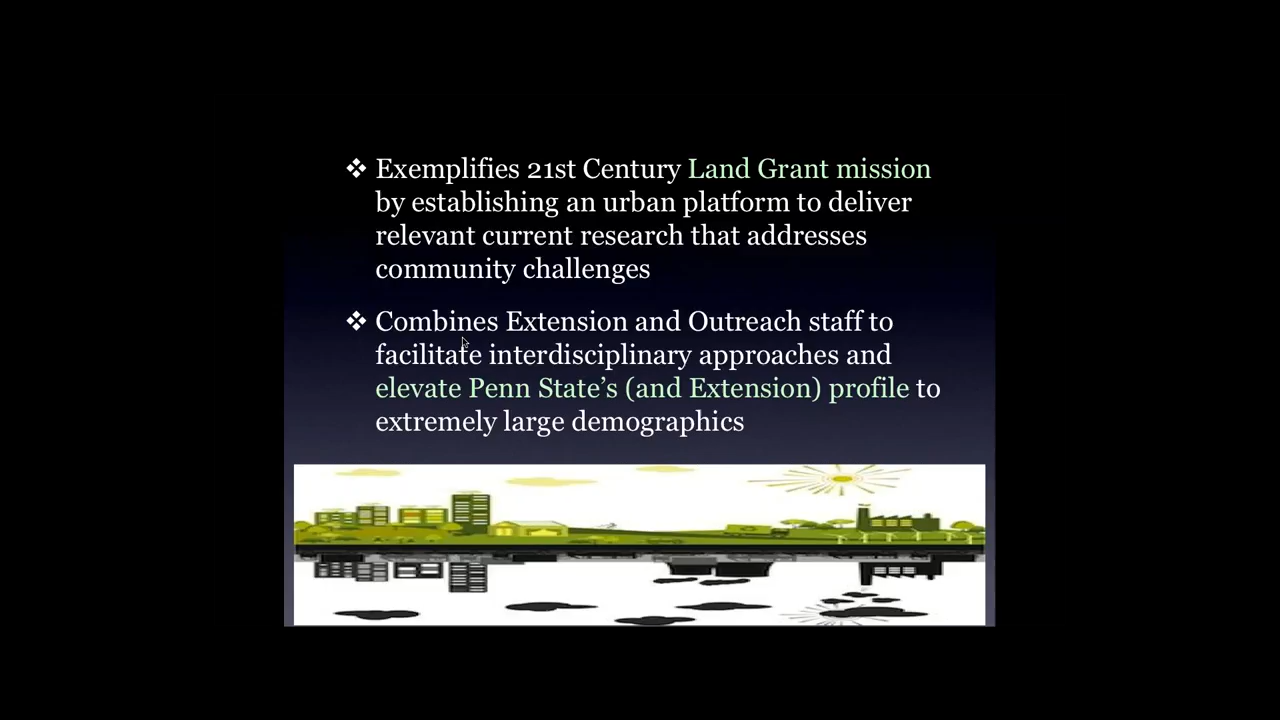 ❖ Exemplifies 21st Century Land Grant mission
by establishing an urban platform to deliver
relevant current research that addresses
community challenges
❖ Combines Extension and Outreach staff to
facilitate interdisciplinary approaches and
elevate Penn State’s (and Extension) profile to
extremely large demographics